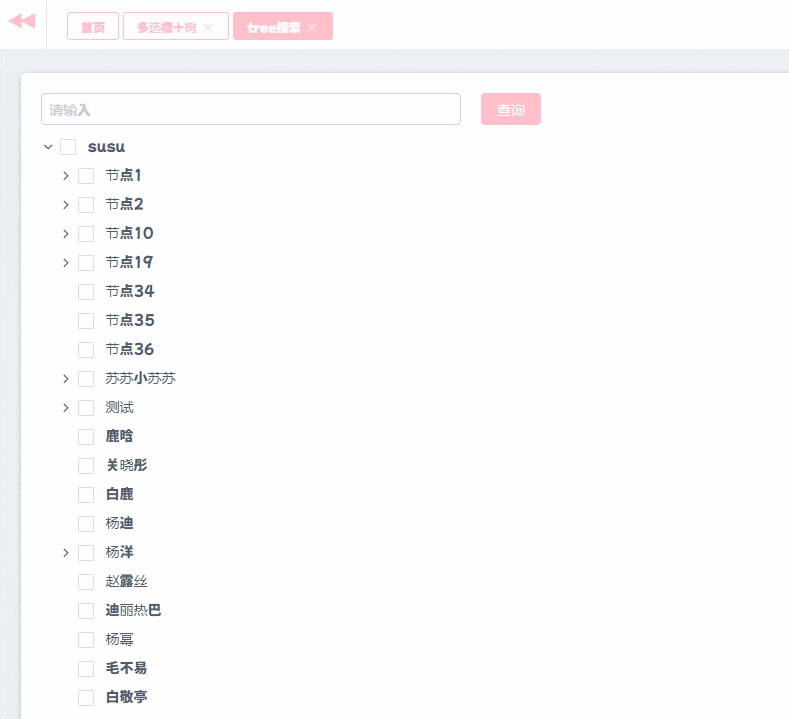 首页 多选框+树 tree搜索
请输入 查询
susu
节点1
节点2
节点10
节点19
节点34
节点35
节点36
苏苏小苏苏
测试
鹿晗
关晓彤
白鹿
杨迪
杨洋
赵露丝
迪丽热巴
杨幂
毛不易
白敬亭